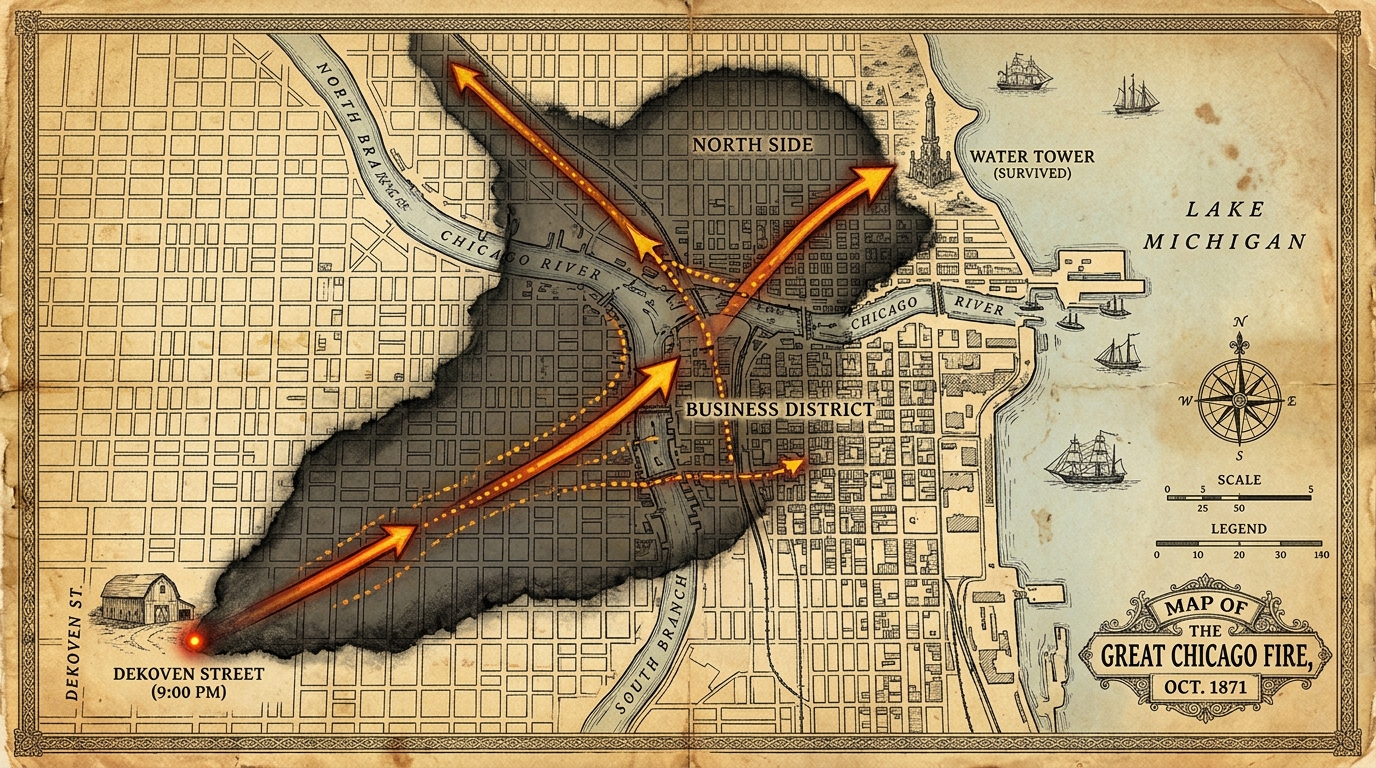 NORTH BRANCH
CHICAGO RIVER
NORTH SIDE
WATER TOWER
(SURVIVED)
LAKE
MICHIGAN
CHICAGO RIVER
BUSINESS DISTRICT
N
W E
S
SCALE
0 5 5
25 50
LEGEND
0 10 20 30 140
DEKOVEN ST.
DEKOVEN STREET
(9:00 PM)
SOUTH BRANCH
MAP OF
THE
GREAT CHICAGO FIRE,
OCT. 1871